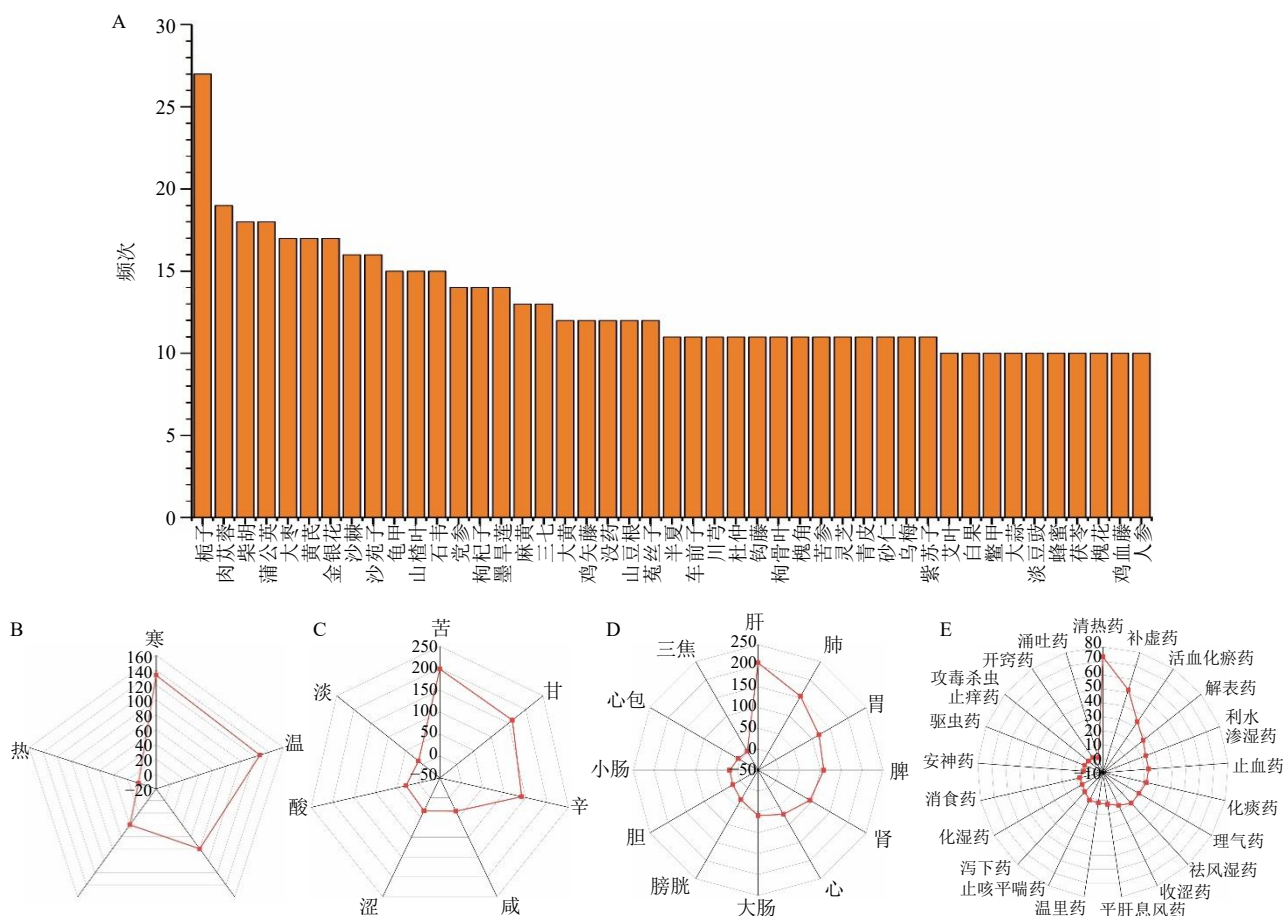 A
30
25
20
15
10
5
0
频次
栀子
肉苁蓉
柴胡
蒲公英
大枣
黄芪
金银花
沙棘
沙苑子
龟甲
山楂叶
石韦
党参
枸杞子
墨旱莲
麻黄
三七
大黄
鸡矢藤
没药
山豆根
菟丝子
半夏
车前子
川芎
杜仲
钩藤
枸骨叶
槐角
苦参
灵芝
青皮
砂仁
乌梅
紫苏子
艾叶
白果
鳖甲
大蒜
淡豆豉
蜂蜜
茯苓
槐花
鸡血藤
人参
B
寒
160
140
120
100
80
60
40
20
0
-20
温
热
C
苦
250
200
150
100
50
0
-50
甘
辛
咸
涩
酸
淡
D
肝
250
200
150
100
50
0
-50
肺
胃
脾
肾
心
大肠
膀胱
胆
小肠
心包
三焦
E
清热药
80
70
60
50
40
30
20
10
0
-10
补虚药
活血化瘀药
解表药
利水
渗湿药
止血药
化痰药
理气药
祛风湿药
收涩药
平肝息风药
温里药
止咳平喘药
泻下药
化湿药
消食药
安神药
驱虫药
攻毒杀虫
止痒药
开窍药
涌吐药